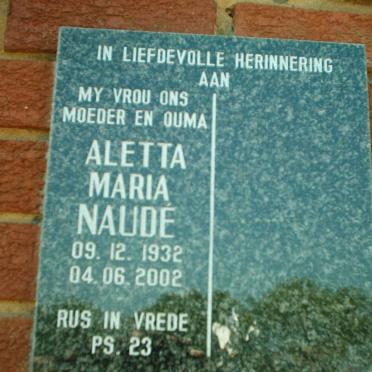 IN LIEFDEVOLLE HERINNERING
AAN
MY VROU ONS
MOEDER EN OUMA
ALETTA
MARIA
NAUDÉ
09. 12. 1932
04. 06. 2002
RUS IN VREDE
PS. 23